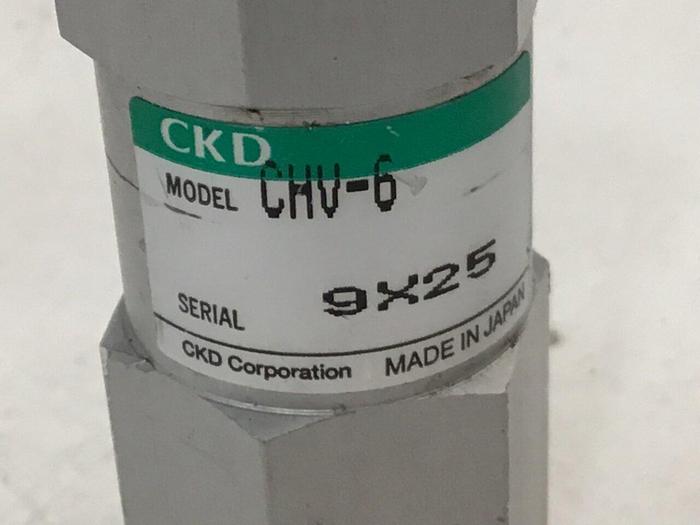 CKD
MODEL CHV-6
SERIAL 9X25
CKD Corporation MADE IN JAPAN